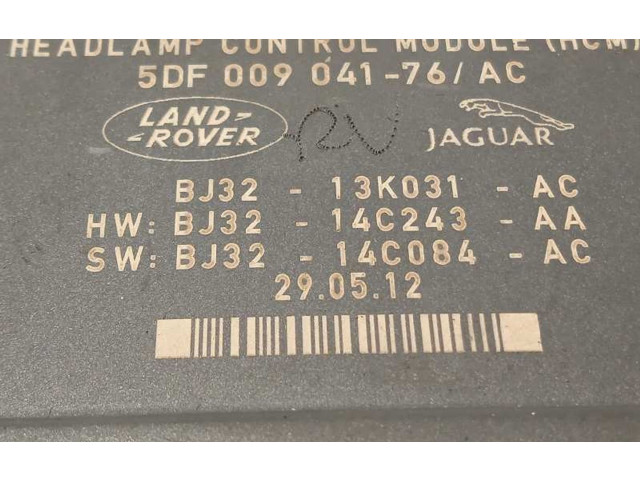 HEADLAMP CONTROL MODULE (HCM)
5DF 009 041-76/AC
LAND-
-ROVER
RV
JAGUAR
BJ32 - 13K031 - AC
HW: BJ32 - 14C243 - AA
SW: BJ32 - 14C084 - AC
29.05.12